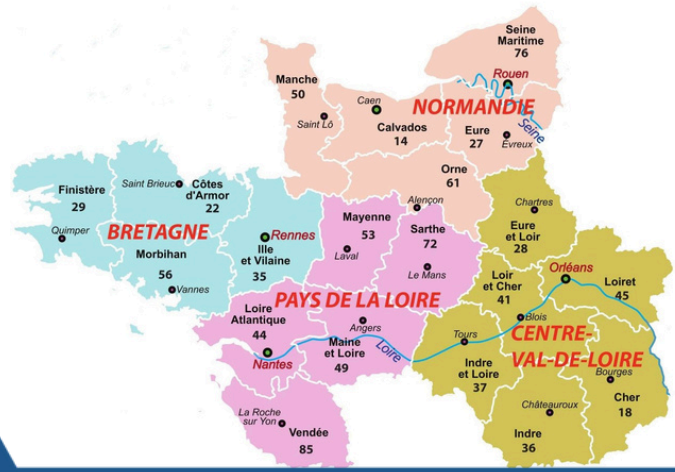 Seine
Maritime
76
Rouen
Manche
50
Caen
NORMANDIE
Saint Lô
Calvados
14
Eure
27
Seine
Évreux
Orne
61
Alençon
Finistère
29
Saint Brieuc
Côtes
d'Armor
22
Quimper
BRETAGNE
Rennes
Ille
et Vilaine
35
Morbihan
56
Vannes
Mayenne
53
Laval
Sarthe
72
Le Mans
PAYS DE LA LOIRE
Loire
Atlantique
44
Nantes
Angers
Maine
et Loire
49
Loire
La Roche
sur Yon
Vendée
85
Chartres
Eure
et Loir
28
Orléans
Loir
et Cher
41
Loiret
45
Blois
CENTRE-
VAL-DE-LOIRE
Tours
Indre
et Loire
37
Bourges
Cher
18
Châteauroux
Indre
36